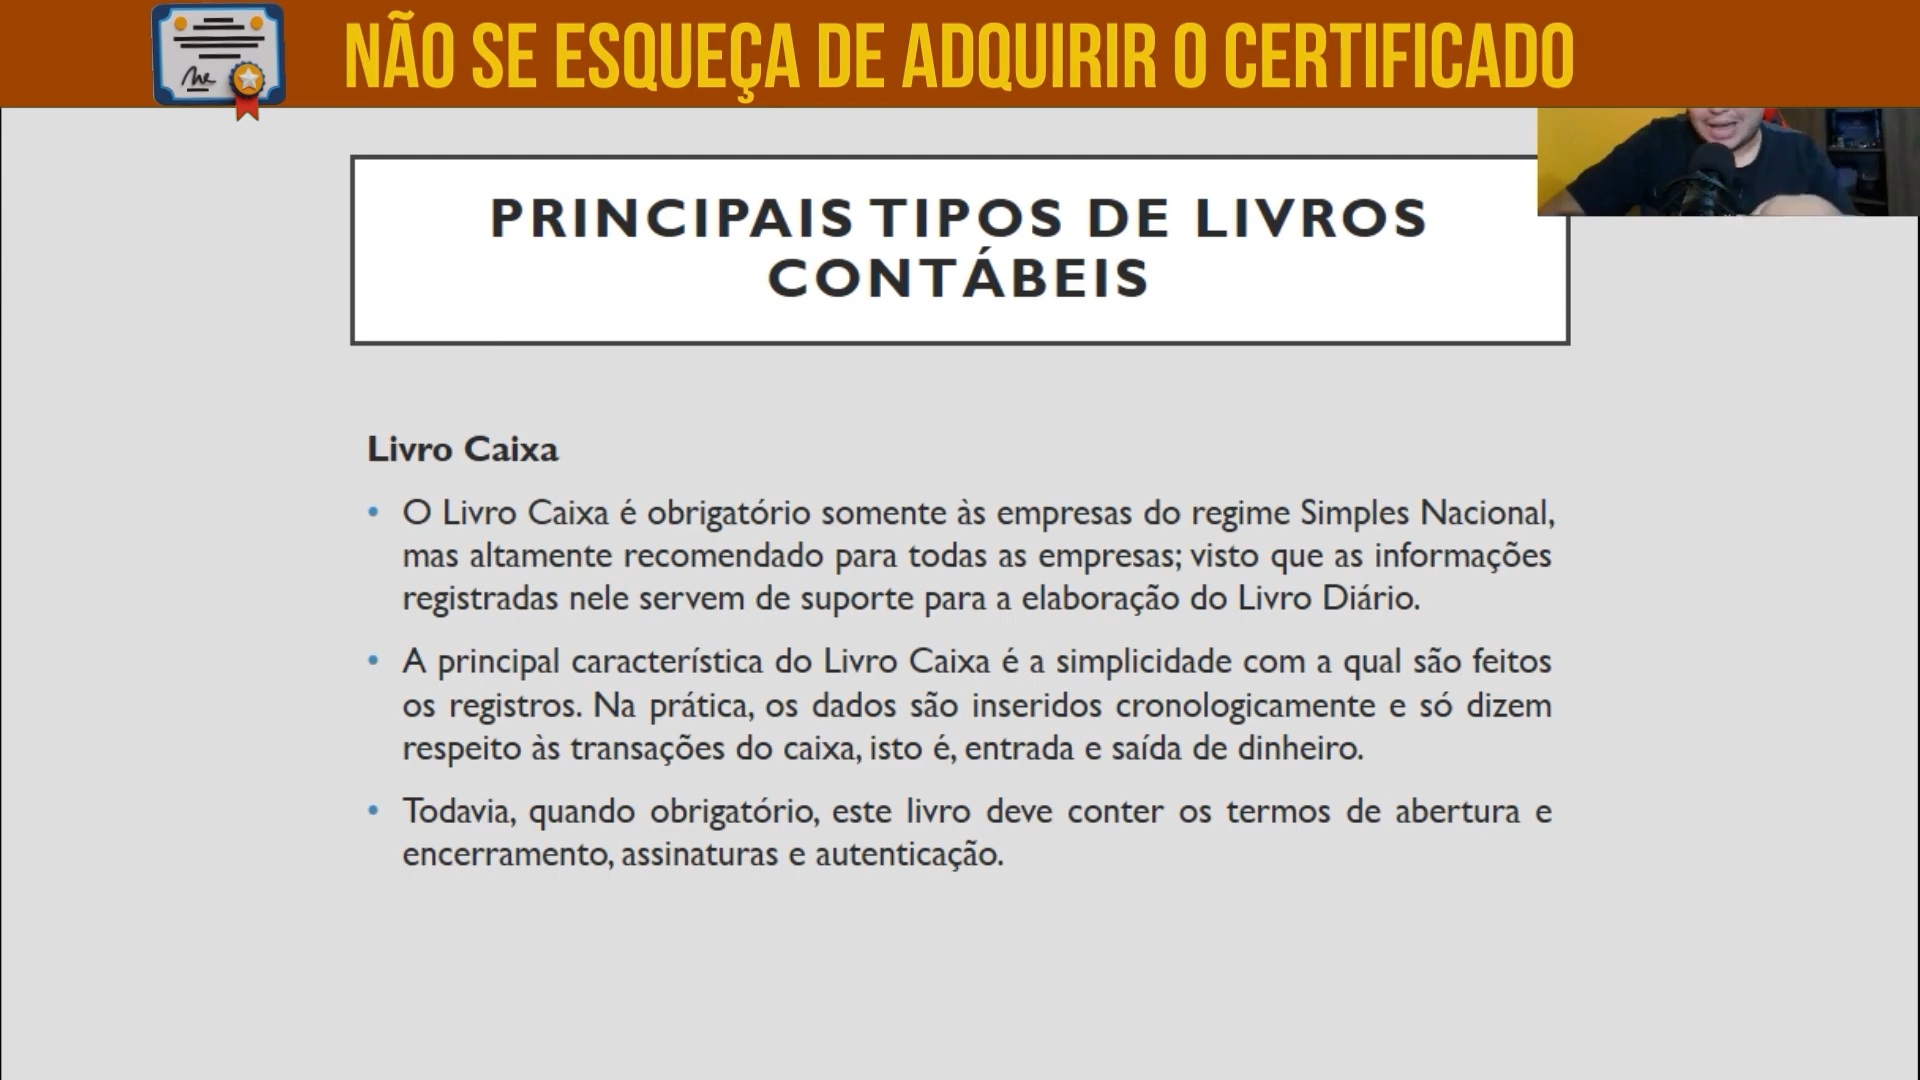 NÃO SE ESQUEÇA DE ADQUIRIR O CERTIFICADO
PRINCIPAIS TIPOS DE LIVROS
CONTÁBEIS
Livro Caixa
• O Livro Caixa é obrigatório somente às empresas do regime Simples Nacional,
mas altamente recomendado para todas as empresas; visto que as informações
registradas nele servem de suporte para a elaboração do Livro Diário.
• A principal característica do Livro Caixa é a simplicidade com a qual são feitos
os registros. Na prática, os dados são inseridos cronologicamente e só dizem
respeito às transações do caixa, isto é, entrada e saída de dinheiro.
• Todavia, quando obrigatório, este livro deve conter os termos de abertura e
encerramento, assinaturas e autenticação.